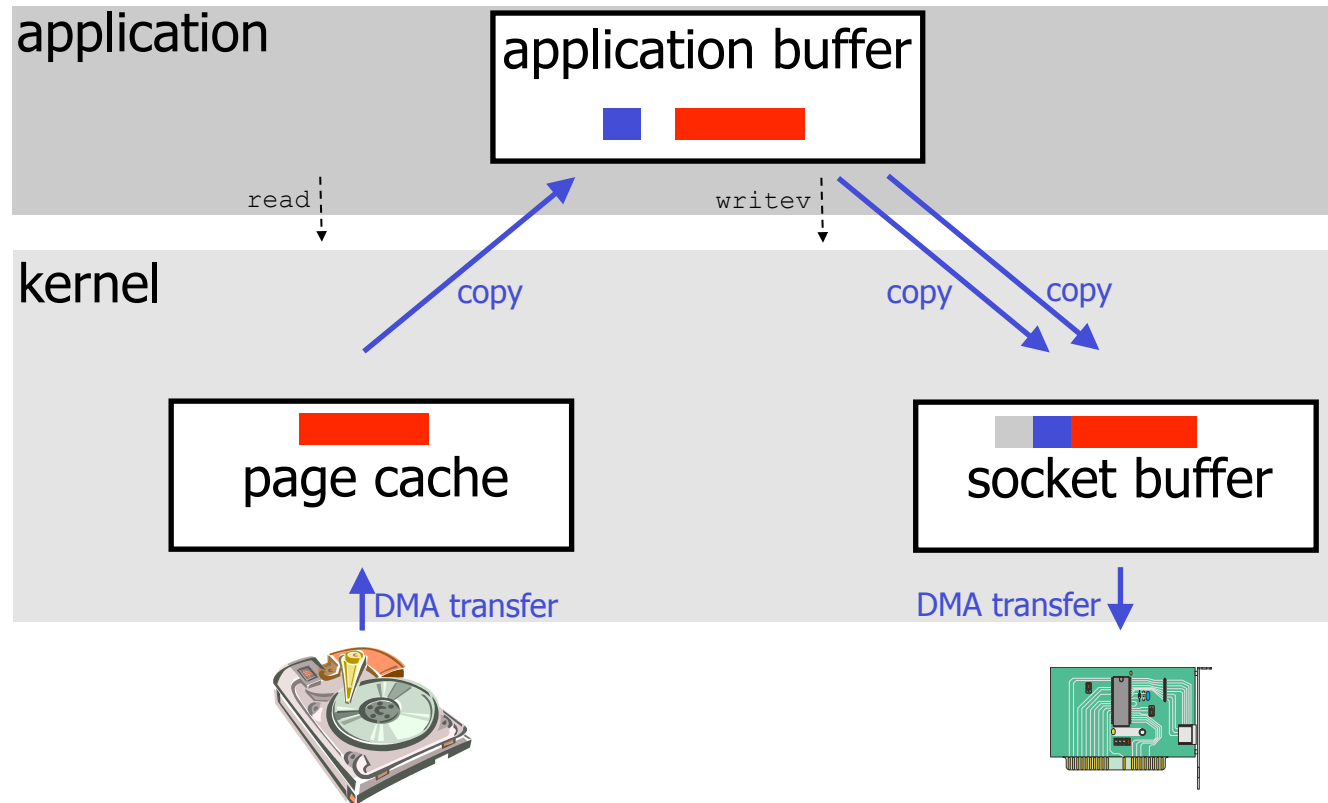 application
application buffer
read
writev
kernel
copy
copy
copy
page cache
socket buffer
DMA transfer
DMA transfer